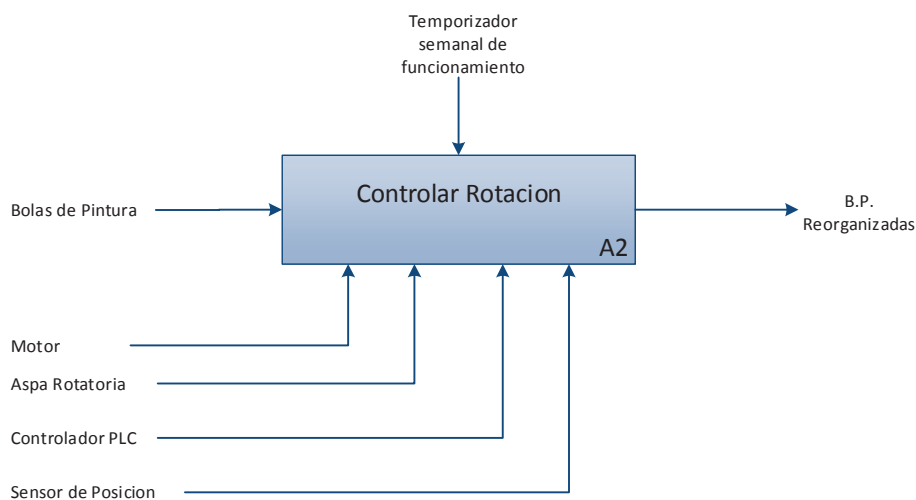 Temporizador
semanal de
funcionamiento
Controlar Rotacion
A2
Bolas de Pintura
B.P.
Reorganizadas
Motor
Aspa Rotatoria
Controlador PLC
Sensor de Posicion